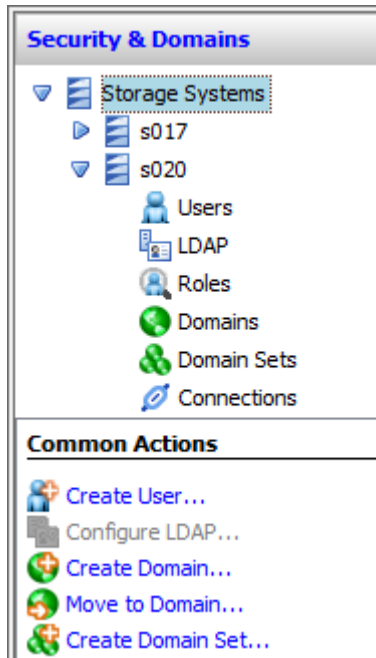 Security & Domains
Storage Systems
s017
s020
Users
LDAP
Roles
Domains
Domain Sets
Connections
Common Actions
Create User...
Configure LDAP...
Create Domain...
Move to Domain...
Create Domain Set...